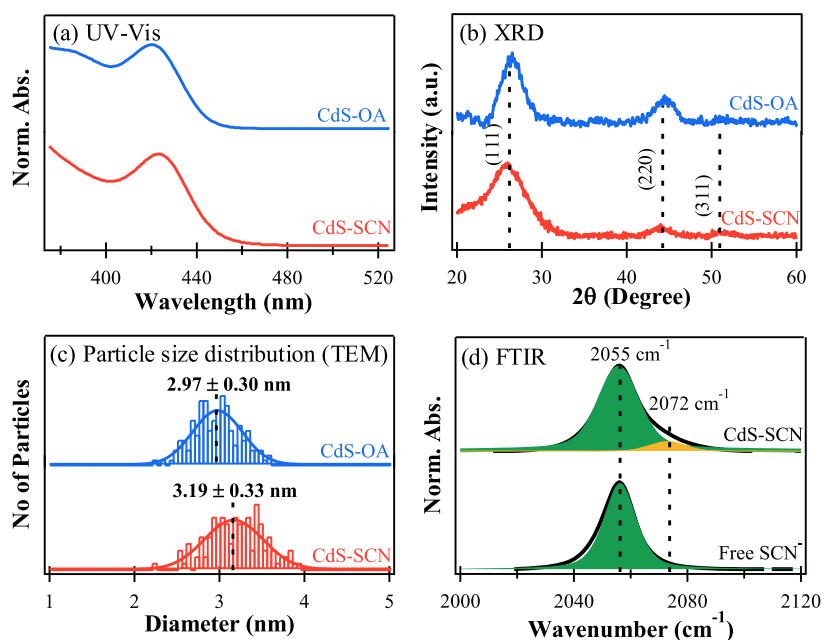 (a) UV-Vis
CdS-OA
CdS-SCN
Norm. Abs.
400 440 480 520
Wavelength (nm)
(b) XRD
CdS-OA
(111)
(220)
(311)
CdS-SCN
Intensity (a.u.)
20 30 40 50 60
2θ (Degree)
(c) Particle size distribution (TEM)
2.97 ± 0.30 nm
CdS-OA
3.19 ± 0.33 nm
CdS-SCN
No of Particles
1 2 3 4 5
Diameter (nm)
(d) FTIR
2055 cm⁻¹
2072 cm⁻¹
CdS-SCN
Free SCN⁻
Norm. Abs.
2000 2040 2080 2120
Wavenumber (cm⁻¹)